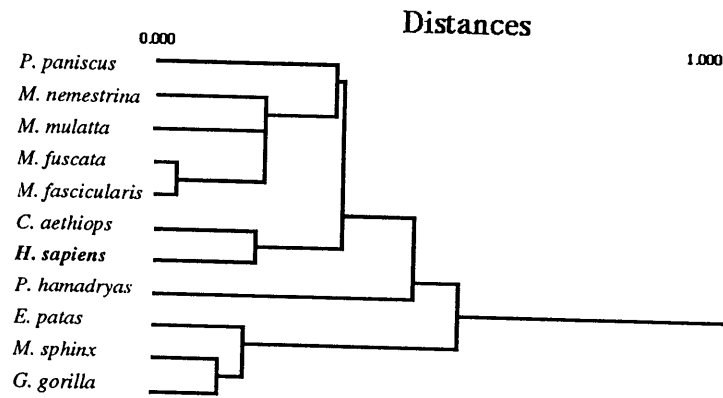 Distances
0.000
1.000
P. paniscus
M. nemestrina
M. mulatta
M. fuscata
M. fascicularis
C. aethiops
H. sapiens
P. hamadryas
E. patas
M. sphinx
G. gorilla